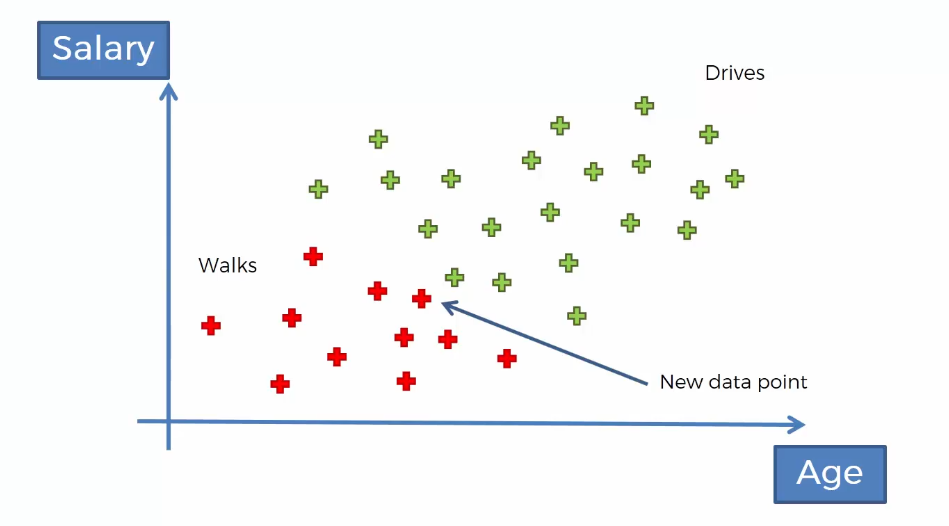 Salary
Drives
Walks
New data point
Age